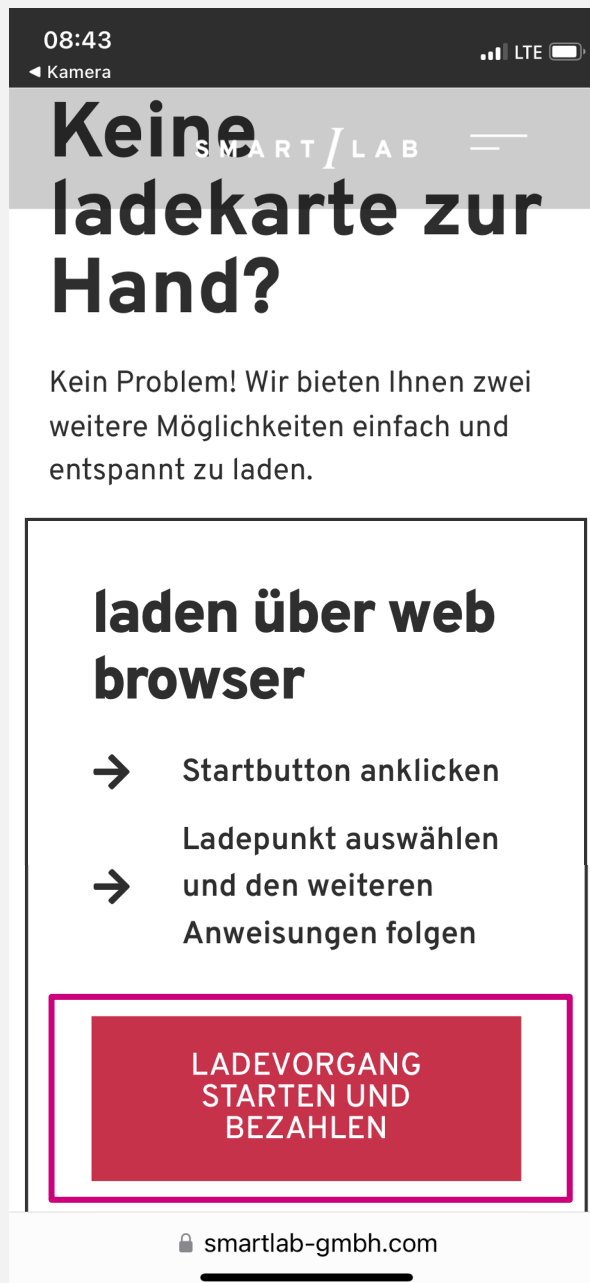 08:43
LTE
◀ Kamera
Keine
SMART/LAB
ladekarte zur
Hand?
Kein Problem! Wir bieten Ihnen zwei
weitere Möglichkeiten einfach und
entspannt zu laden.
laden über web
browser
→ Startbutton anklicken
Ladepunkt auswählen
→ und den weiteren
Anweisungen folgen
LADEVORGANG
STARTEN UND
BEZAHLEN
smartlab-gmbh.com